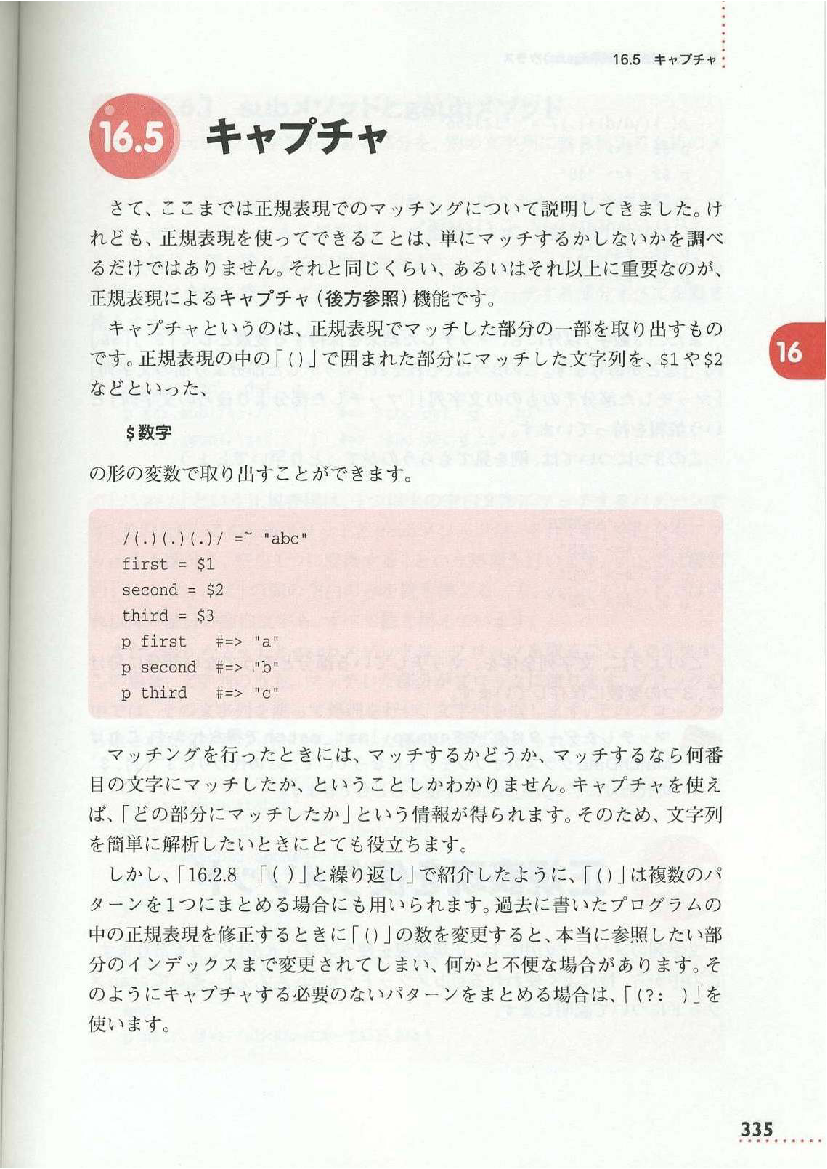 16.5 キャプチャ
16.5 キャプチャ
さて、ここまでは正規表現でのマッチングについて説明してきました。け
れども、正規表現を使ってできることは、単にマッチするかしないかを調べ
るだけではありません。それと同じくらい、あるいはそれ以上に重要なのが、
正規表現によるキャプチャ(後方参照)機能です。
キャプチャというのは、正規表現でマッチした部分の一部を取り出すもの
です。正規表現の中の「()」で囲まれた部分にマッチした文字列を、$1や$2
などといった、
16
$数字
の形の変数で取り出すことができます。
/(.)(.)(.)/ =~ "abc"
first = $1
second = $2
third = $3
p first #=> "a"
p second #=> "b"
p third #=> "c"
マッチングを行ったときには、マッチするかどうか、マッチするなら何番
目の文字にマッチしたか、ということしかわかりません。キャプチャを使え
ば、「どの部分にマッチしたか」という情報が得られます。そのため、文字列
を簡単に解析したいときにとても役立ちます。
しかし、「16.2.8 「( )」と繰り返し」で紹介したように、「()」は複数のパ
ターンを1つにまとめる場合にも用いられます。過去に書いたプログラムの
中の正規表現を修正するときに「()」の数を変更すると、本当に参照したい部
分のインデックスまで変更されてしまい、何かと不便な場合があります。そ
のようにキャプチャする必要のないパターンをまとめる場合は、「(?: )」を
使います。
335